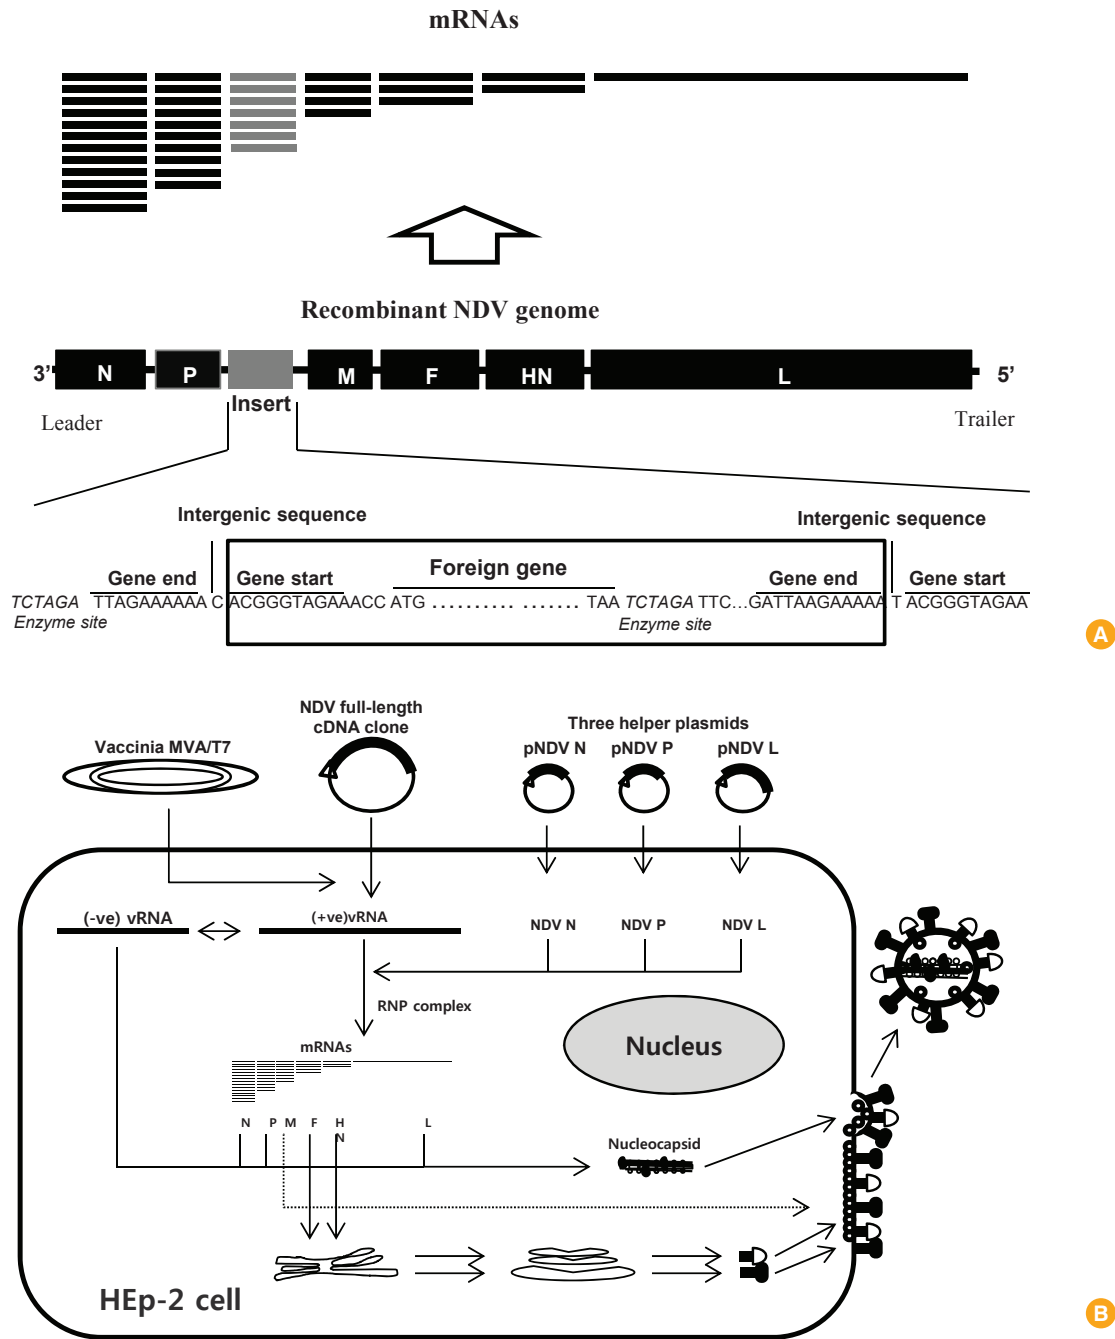 mRNAs
Recombinant NDV genome
3’ N P M F HN L 5’
Insert
Leader
Trailer
Intergenic sequence
Intergenic sequence
Gene end
Gene start
Foreign gene
Gene end
Gene start
TCTAGA TTAGAAAAAA C ACGGGTAGAAACC ATG .......... ....... TAA TCTAGA TTC...GATTAAGAAAAA T ACGGGTAGAA
Enzyme site
Enzyme site
A
NDV full-length
cDNA clone
Three helper plasmids
Vaccinia MVA/T7
pNDV N
pNDV P
pNDV L
(-ve) vRNA
(+ve)vRNA
NDV N
NDV P
NDV L
RNP complex
mRNAs
Nucleus
N P M F H L
N
Nucleocapsid
HEp-2 cell
B